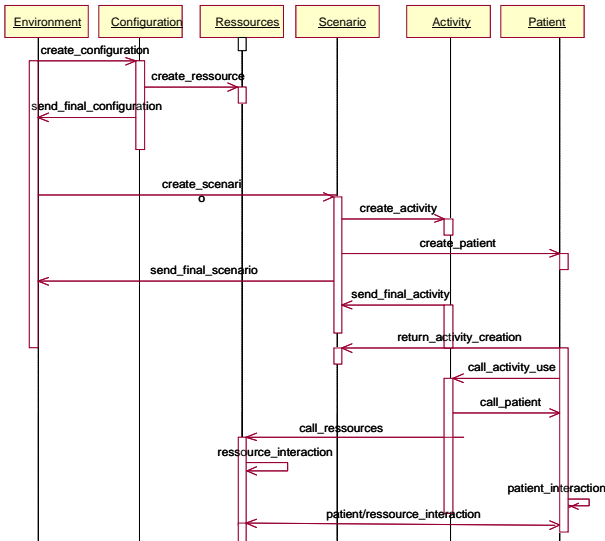 Environment
Configuration
Ressources
Scenario
Activity
Patient
create_configuration
create_ressource
send_final_configuration
create_scenari
o
create_activity
create_patient
send_final_scenario
send_final_activity
return_activity_creation
call_activity_use
call_patient
call_ressources
ressource_interaction
patient_interaction
patient/ressource_interaction